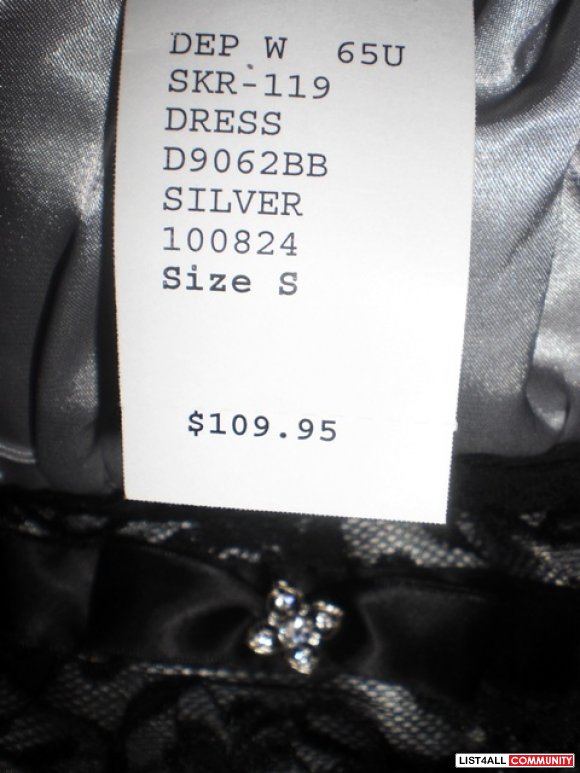 DEP W 65U
SKR-119
DRESS
D9062BB
SILVER
100824
Size S
$109.95
LIST4ALL COMMUNITY